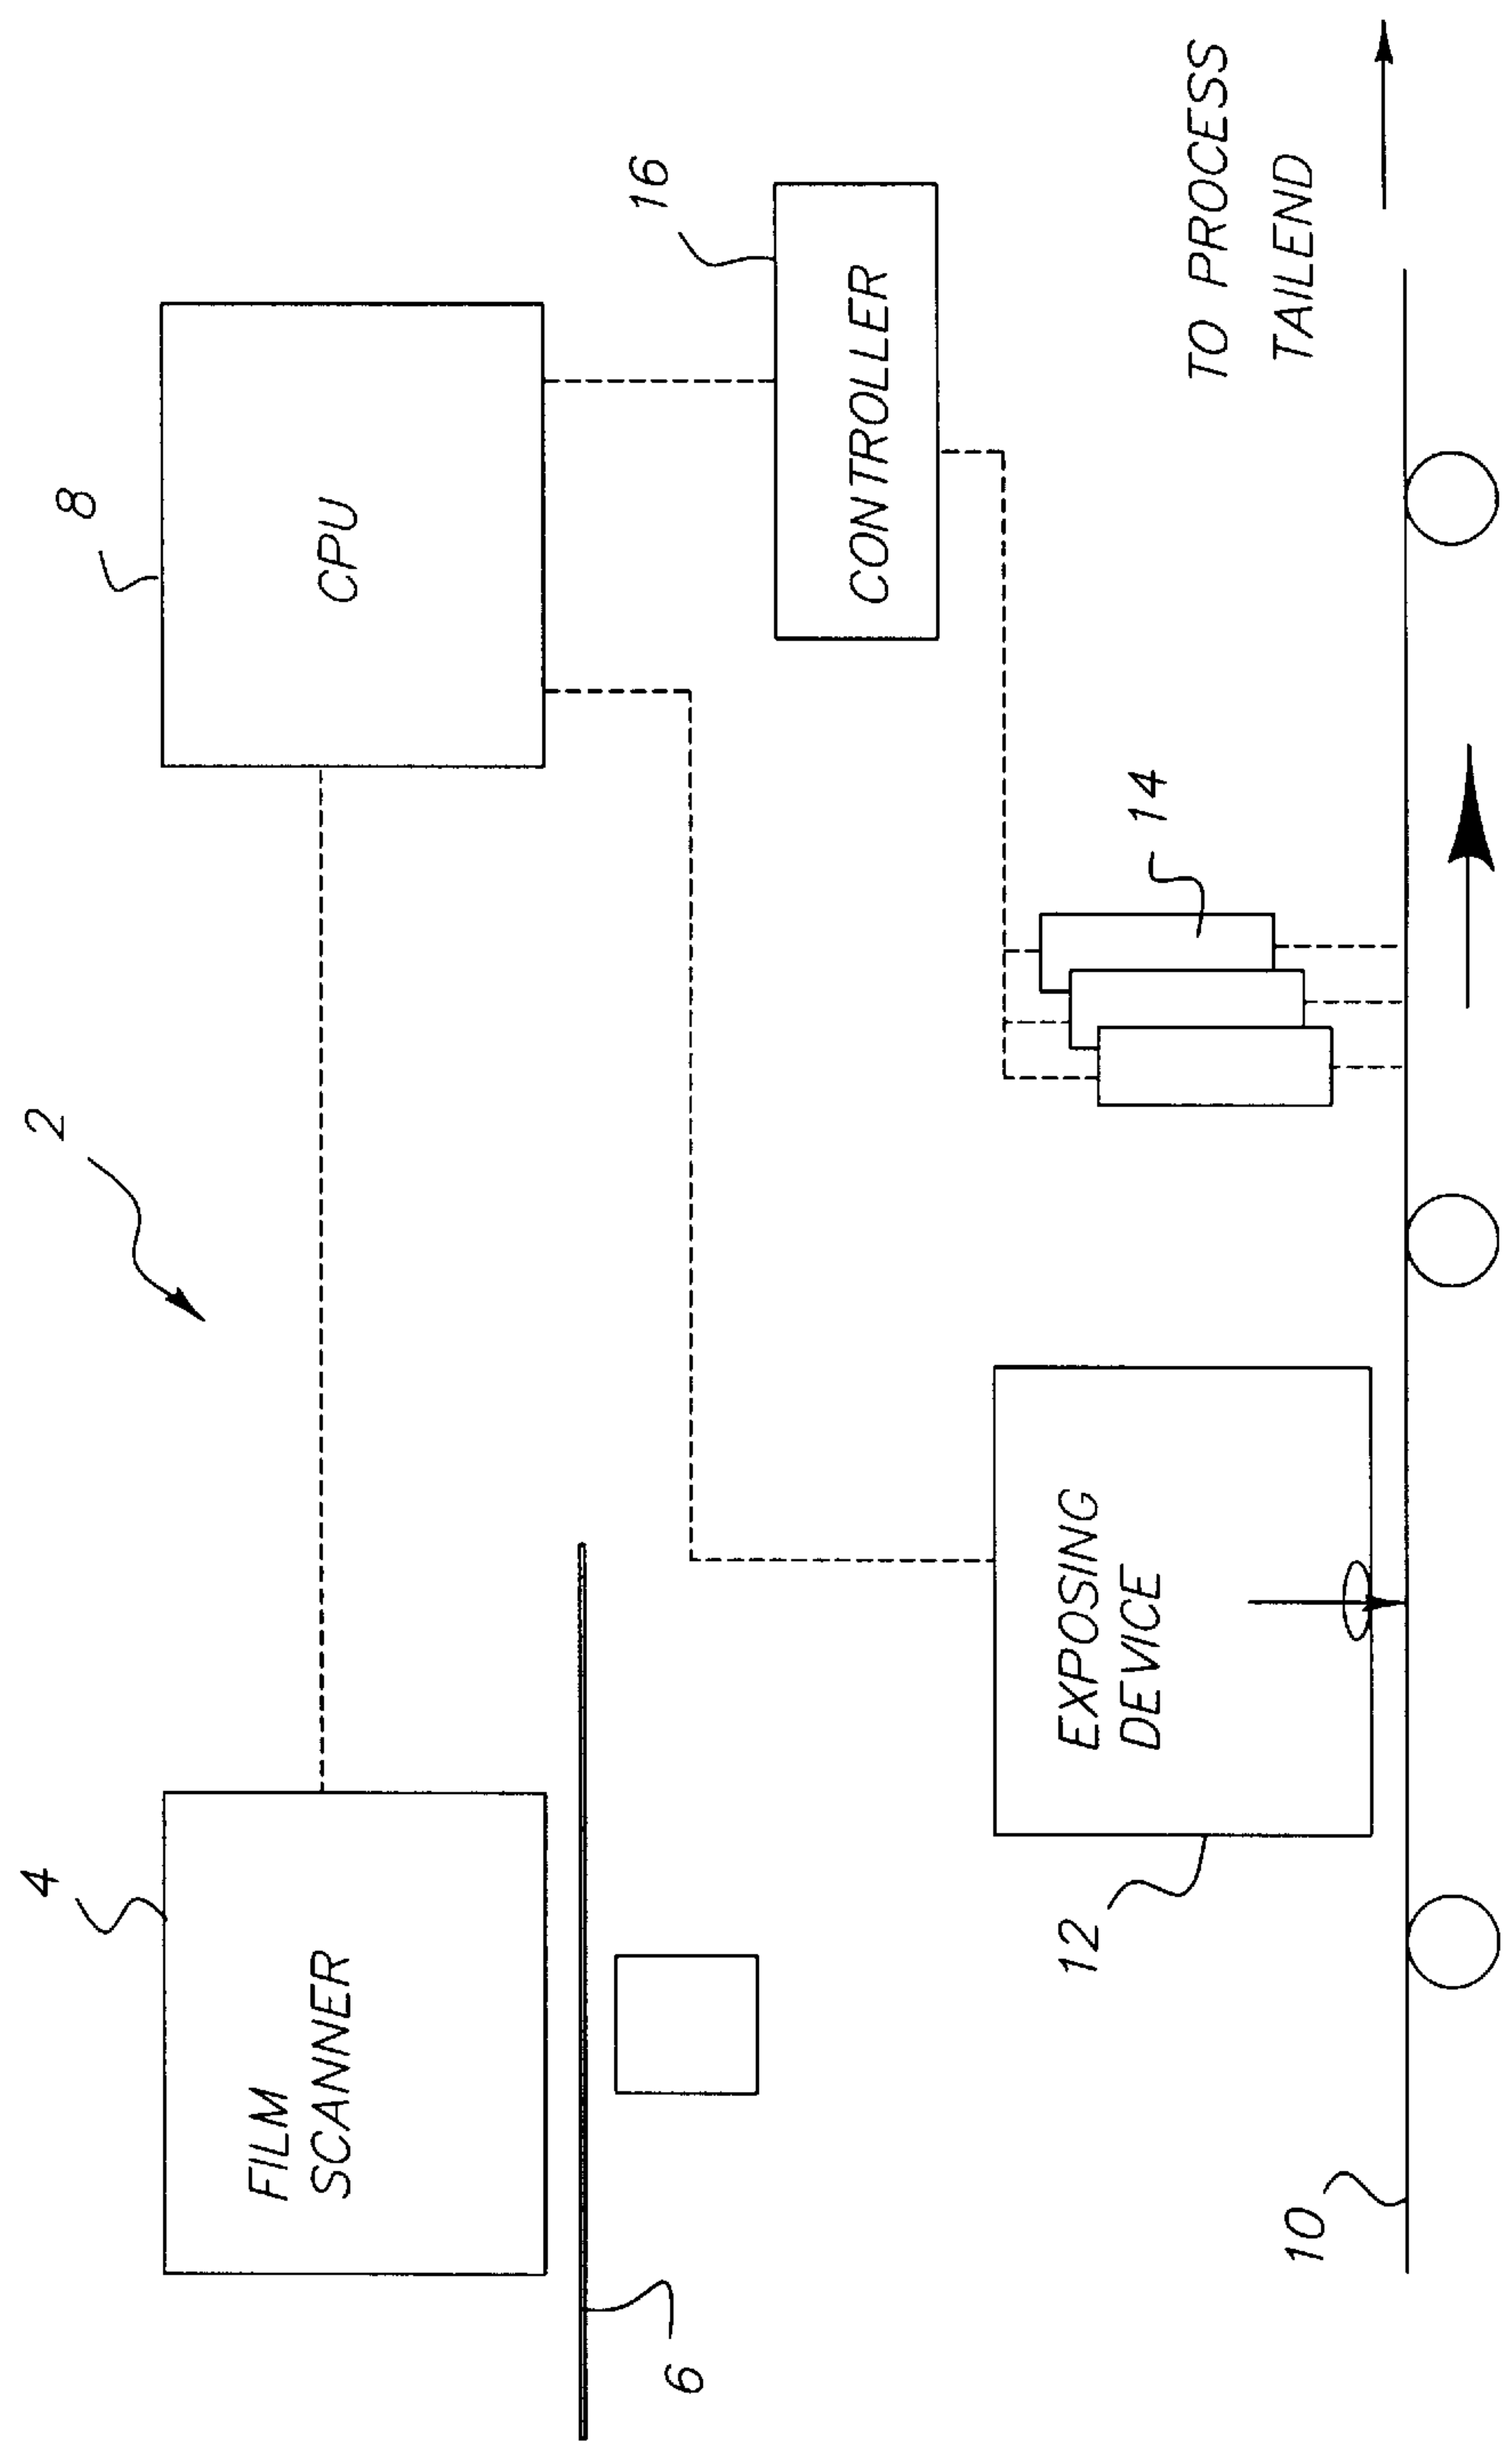 2
4
FILM
SCANNER
6
8
CPU
16
CONTROLLER
14
EXPOSING
DEVICE
12
10
TO PROCESS
TAILEND